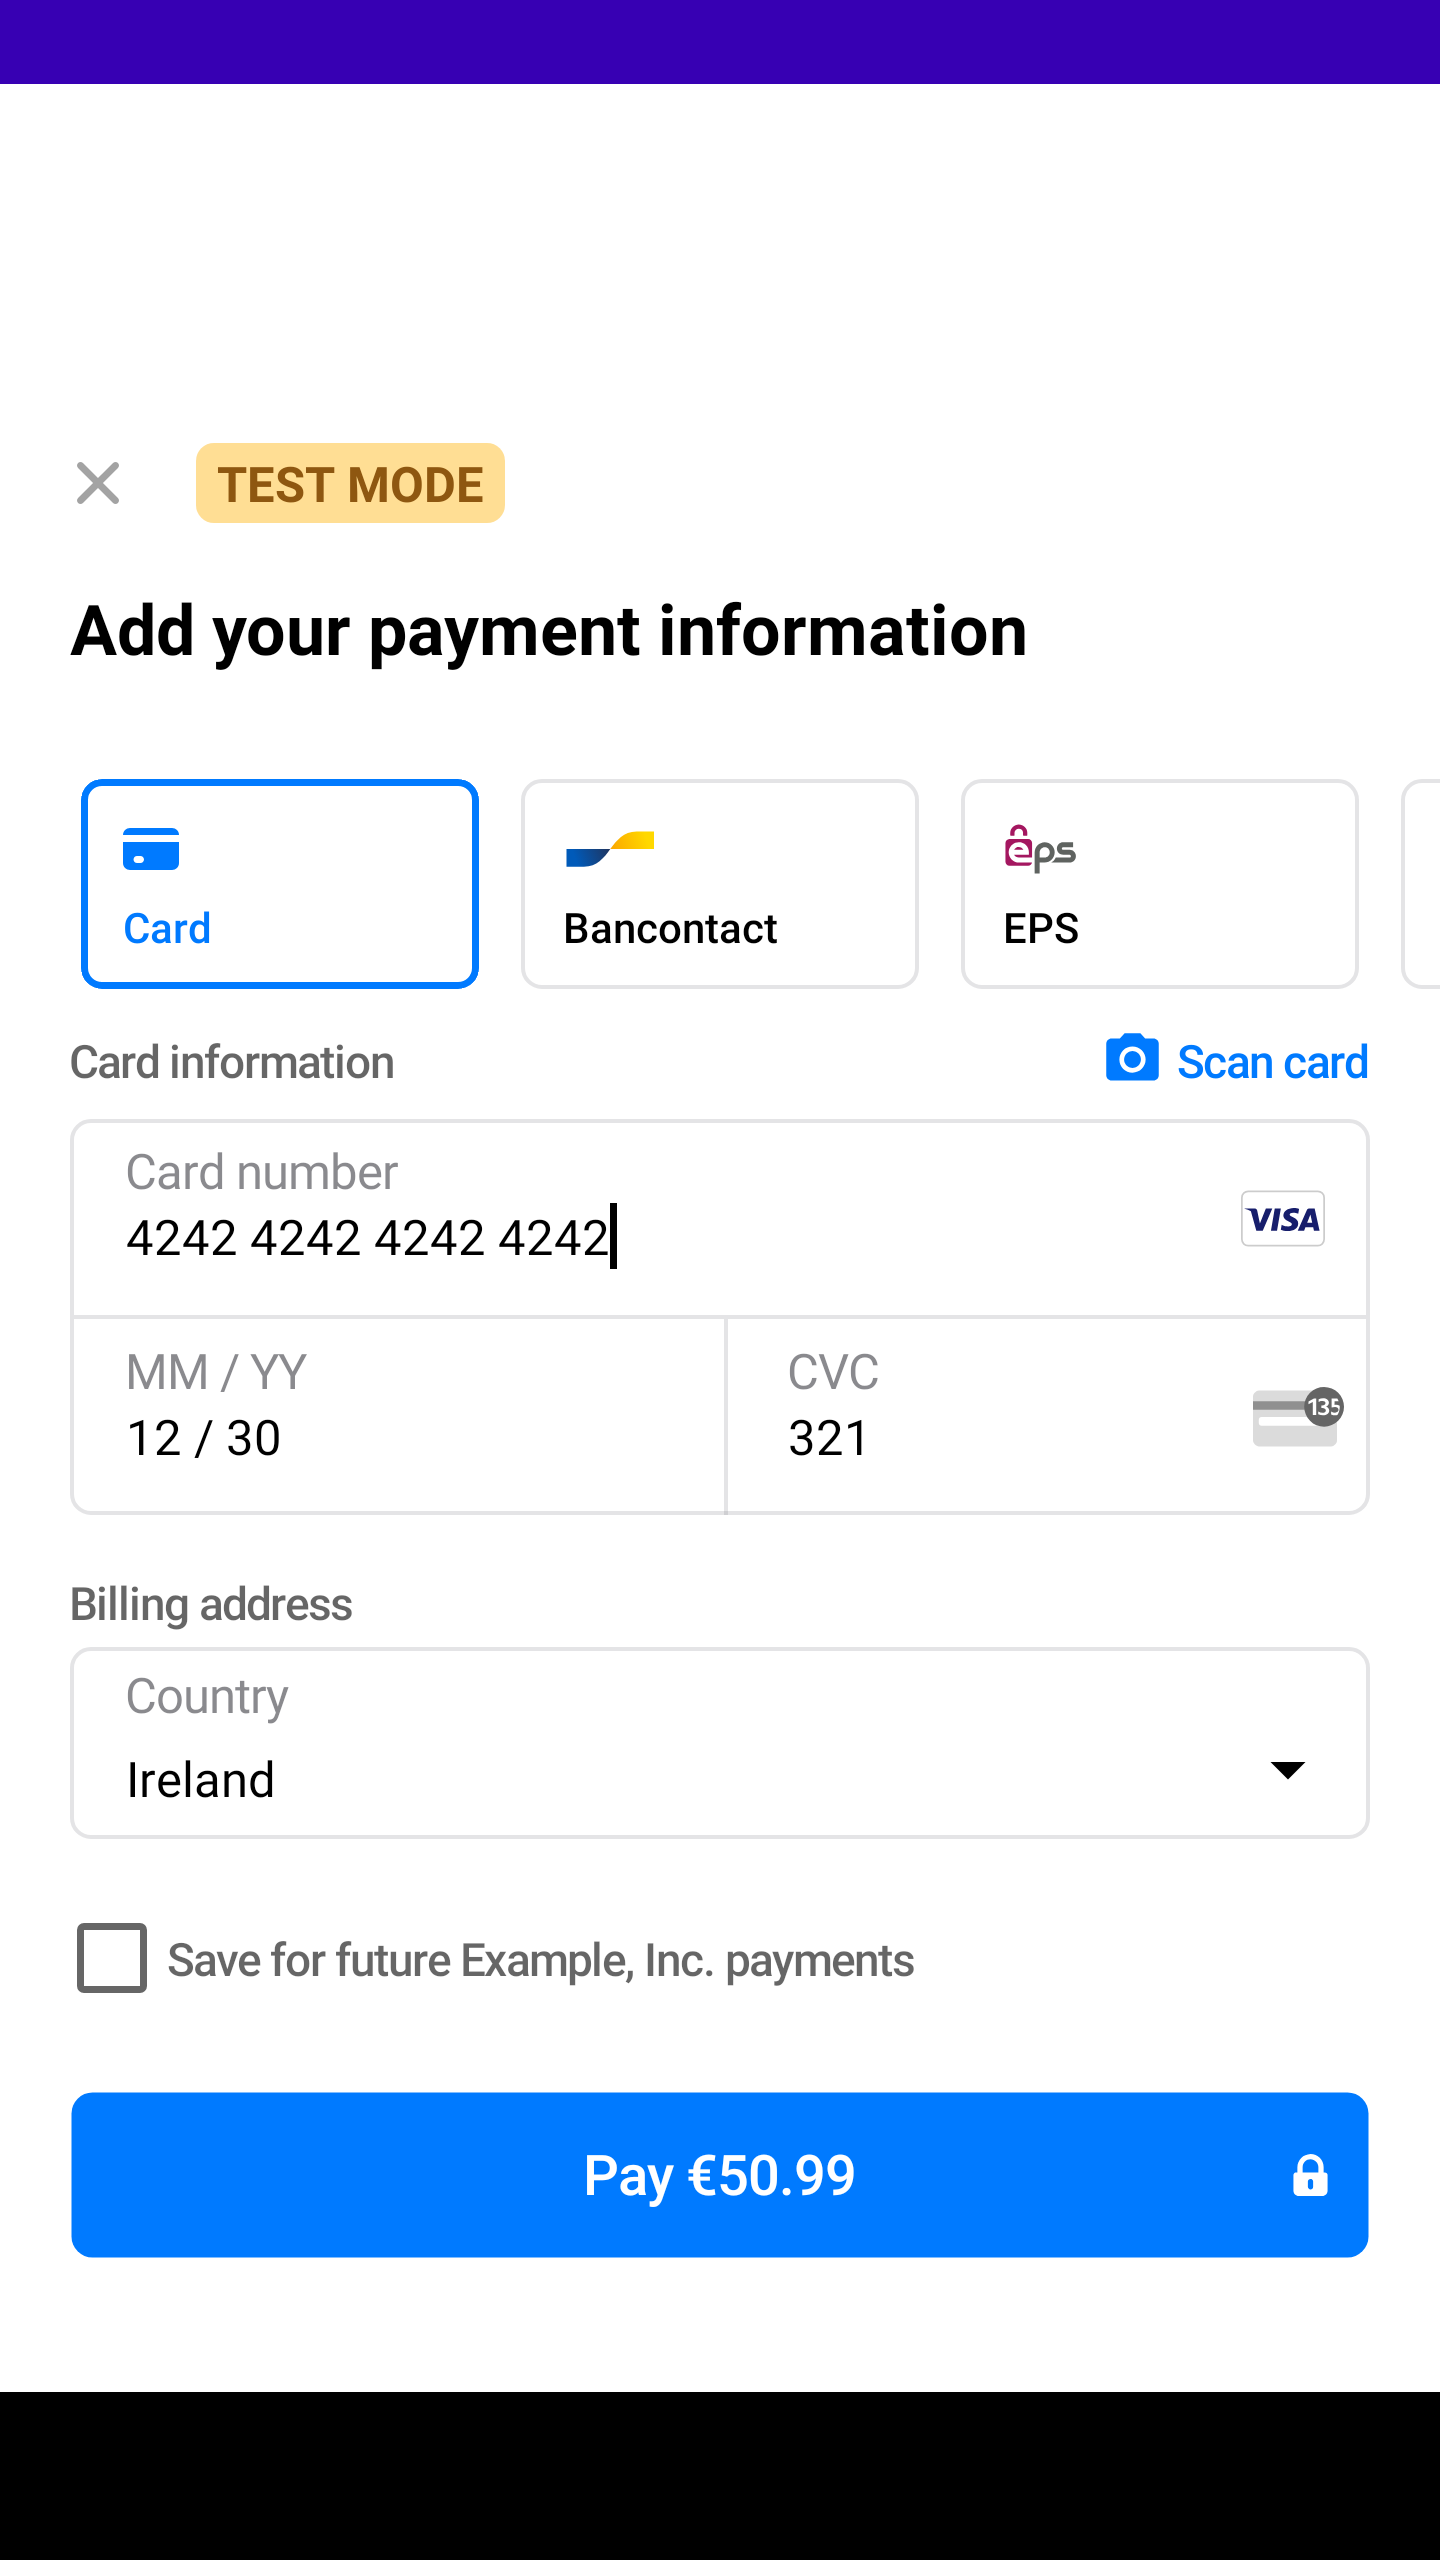 TEST MODE
Add your payment information
Card
Bancontact
eps
EPS
Card information
Scan card
Card number
4242 4242 4242 4242
VISA
MM / YY
CVC
12 / 30
321
135
Billing address
Country
Ireland
Save for future Example, Inc. payments
Pay €50.99